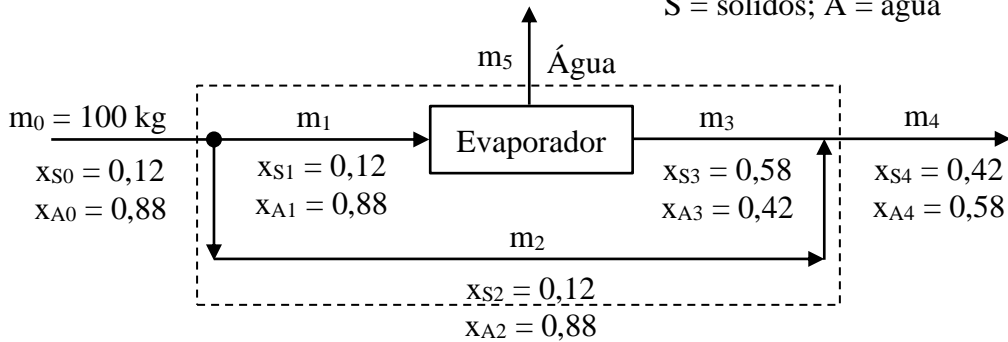 S = sólidos; A = água
m5 Água
m0 = 100 kg m1 Evaporador m3 m4
xS0 = 0,12 xS1 = 0,12 xS3 = 0,58 xS4 = 0,42
xA0 = 0,88 xA1 = 0,88 xA3 = 0,42 xA4 = 0,58
m2
xS2 = 0,12
xA2 = 0,88